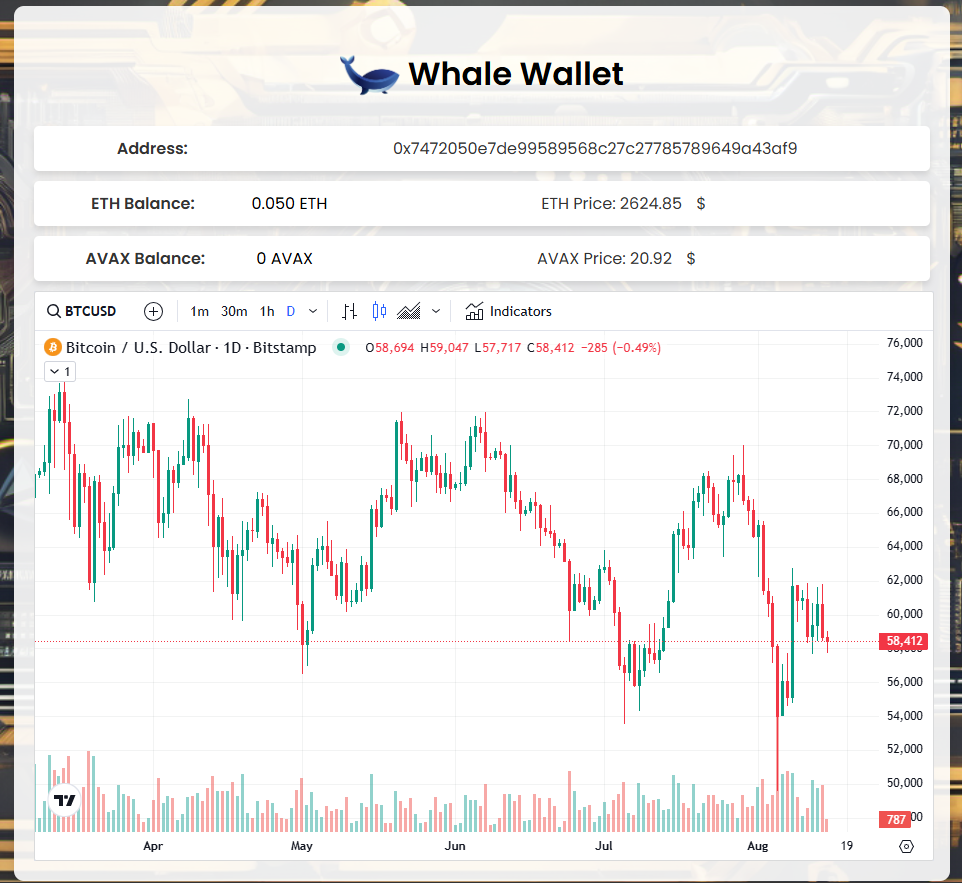 Whale Wallet
Address: 0x7472050e7de99589568c27c27785789649a43af9
ETH Balance: 0.050 ETH ETH Price: 2624.85 $
AVAX Balance: 0 AVAX AVAX Price: 20.92 $
BTCUSD 1m 30m 1h D Indicators
Bitcoin / U.S. Dollar · 1D · Bitstamp O58,694 H59,047 L57,717 C58,412 −285 (−0.49%)
1
76,000
74,000
72,000
70,000
68,000
66,000
64,000
62,000
60,000
58,412
56,000
54,000
52,000
50,000
787
Apr May Jun Jul Aug 19